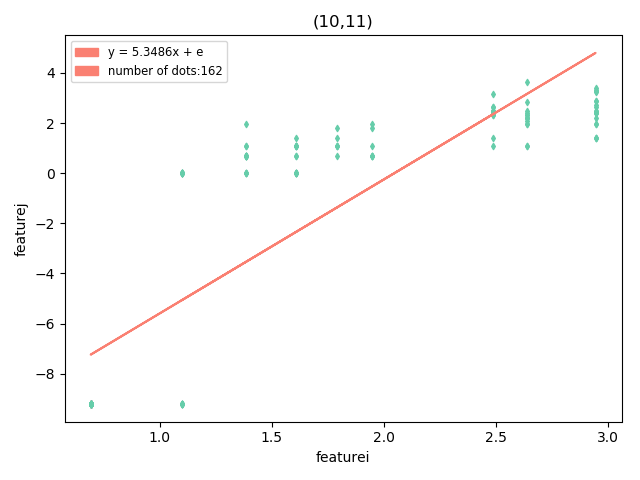 (10,11)
y = 5.3486x + e
number of dots:162
4
2
0
−2
−4
−6
−8
featurej
1.0 1.5 2.0 2.5 3.0
featurei